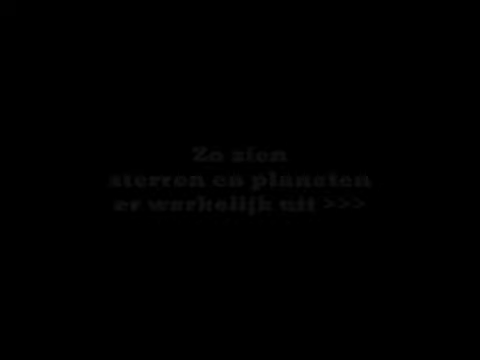 Zo zien
sterren en planeten
er werkelijk uit >>>